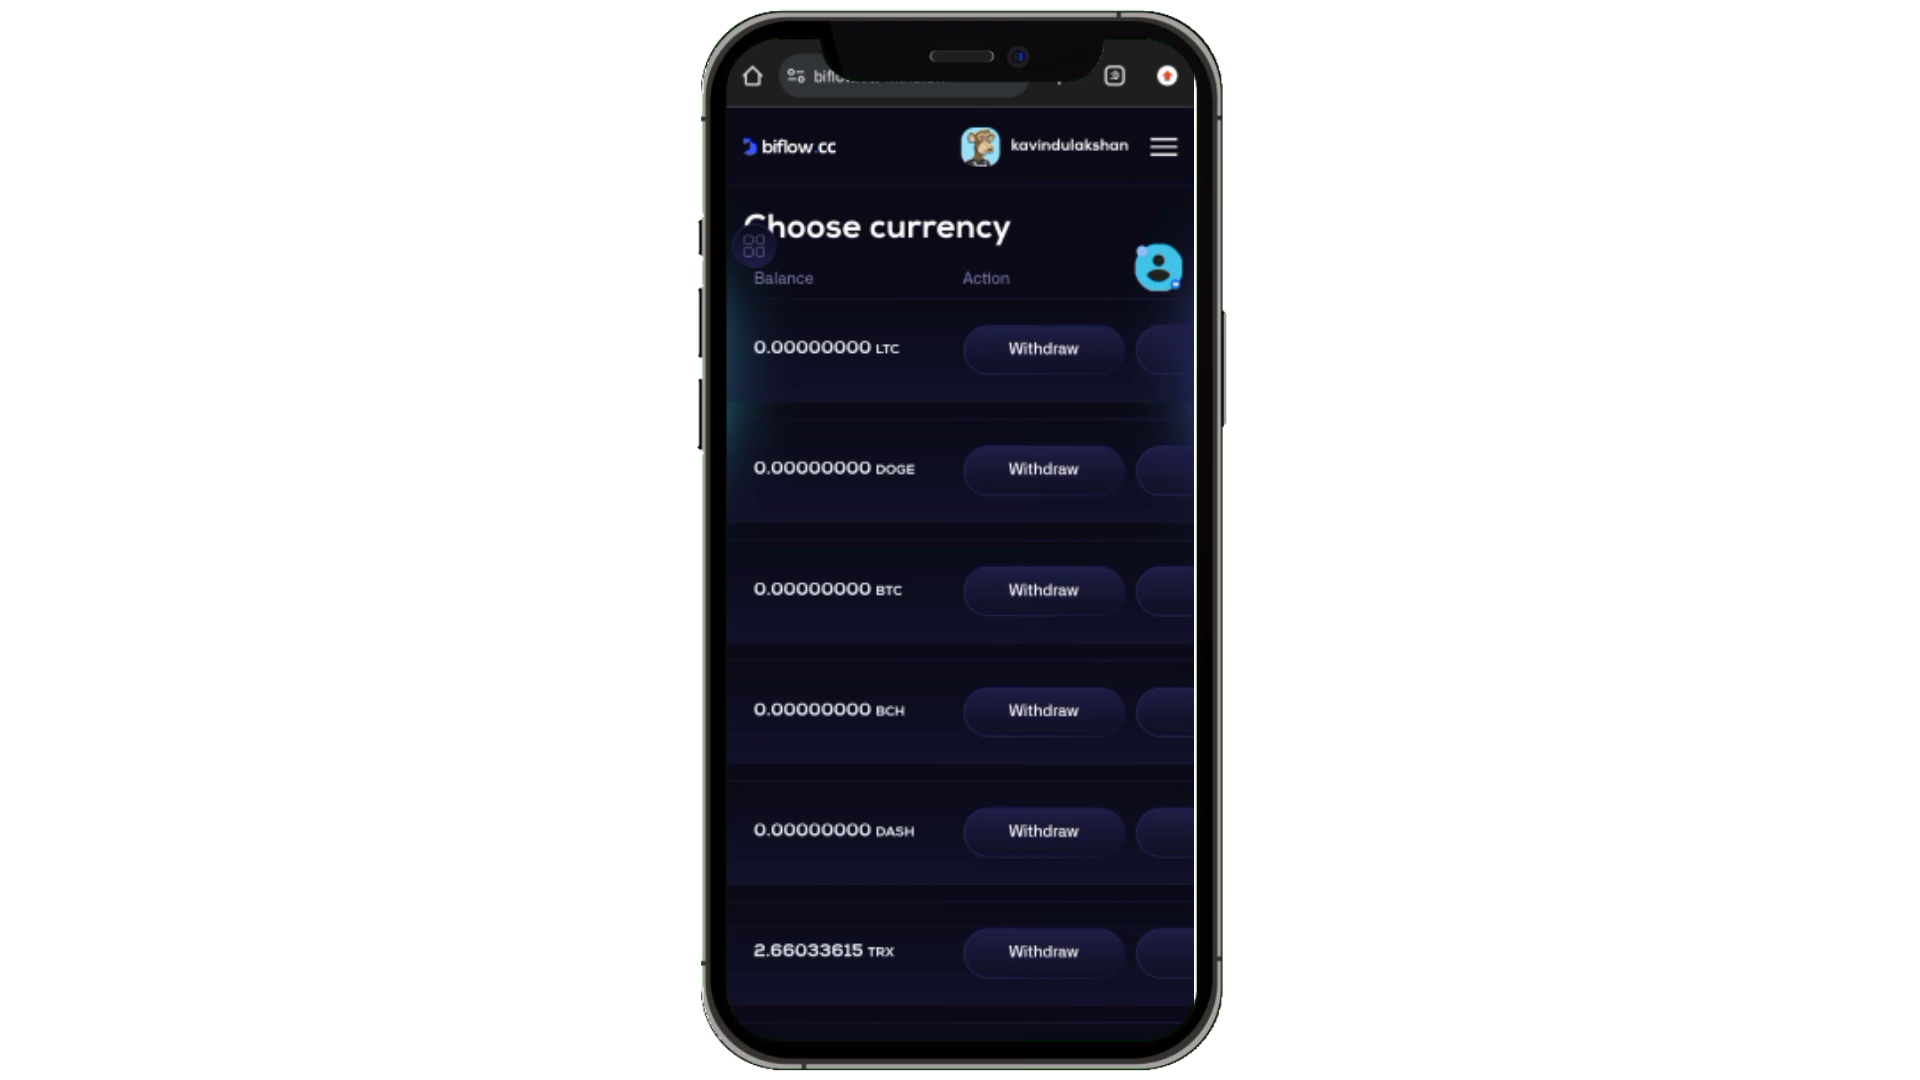 biflow.cc
kavindulakshan
Choose currency
Balance Action
0.00000000 LTC Withdraw
0.00000000 DOGE Withdraw
0.00000000 BTC Withdraw
0.00000000 BCH Withdraw
0.00000000 DASH Withdraw
2.66033615 TRX Withdraw